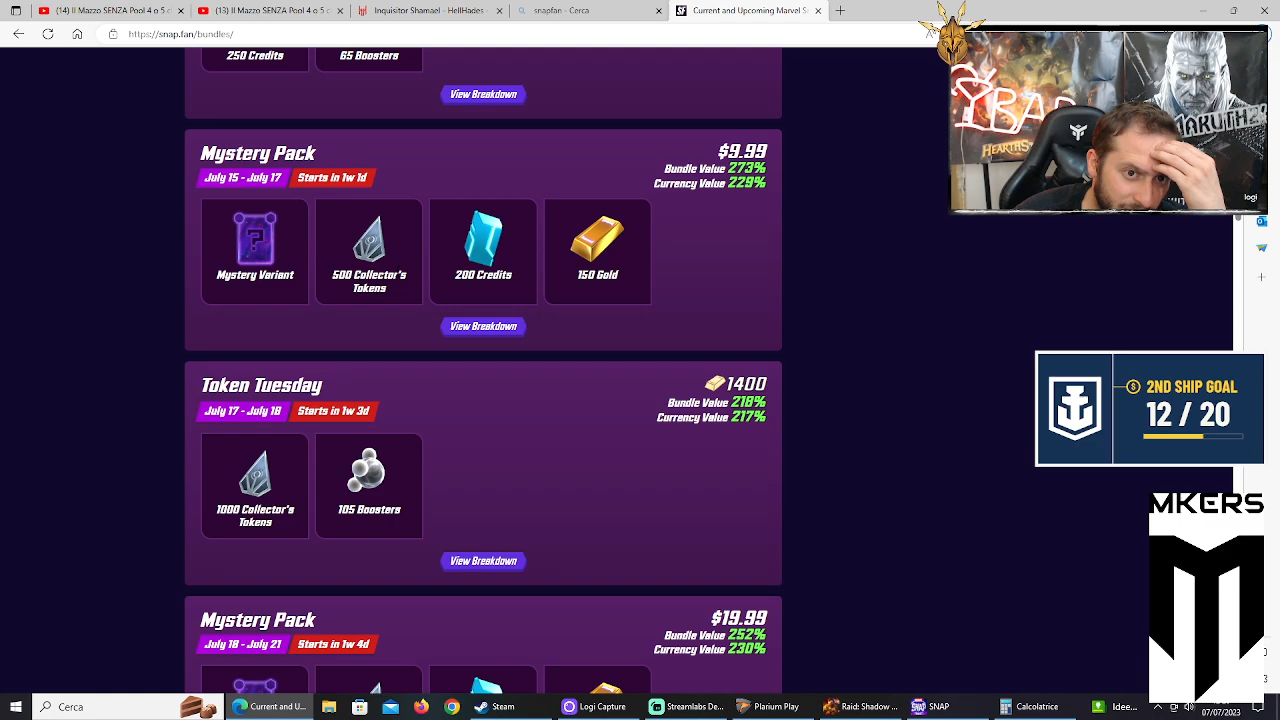 (14) Il Mazzo SENZA Pool 4 o 5 d
(13) Il Mazzo SENZA Pool 4 o 5 d
Inquisitor Shamael - HellHad
snapfan - Cerca
Current and Upcoming Marvel S
https://snap.fan/bundles/
250 Credits
65 Boosters
View Breakdown
Mystery Pack
$9.99
July 15 - July 17
Starts in 1w 1d
Bundle Value 273%
Currency Value 229%
Mystery Variant
500 Collector's
Tokens
200 Credits
150 Gold
View Breakdown
Token Tuesday
1400
July 17 - July 18
Starts in 1w 3d
Bundle Value 218%
Currency Value 217%
1000 Collector's
Tokens
105 Boosters
View Breakdown
Mystery Pack
$19.99
July 18 - July 21
Starts in 1w 4d
Bundle Value 252%
Currency Value 230%
HEARTHS
logi
2ND SHIP GOAL
12 / 20
MKERS
Cerca
Current and U
Logi Capture
Streamlabs De...
Plarium Play
Raid: Shadow ...
SNAP
Calcolatrice
Idee...
07/07/2023